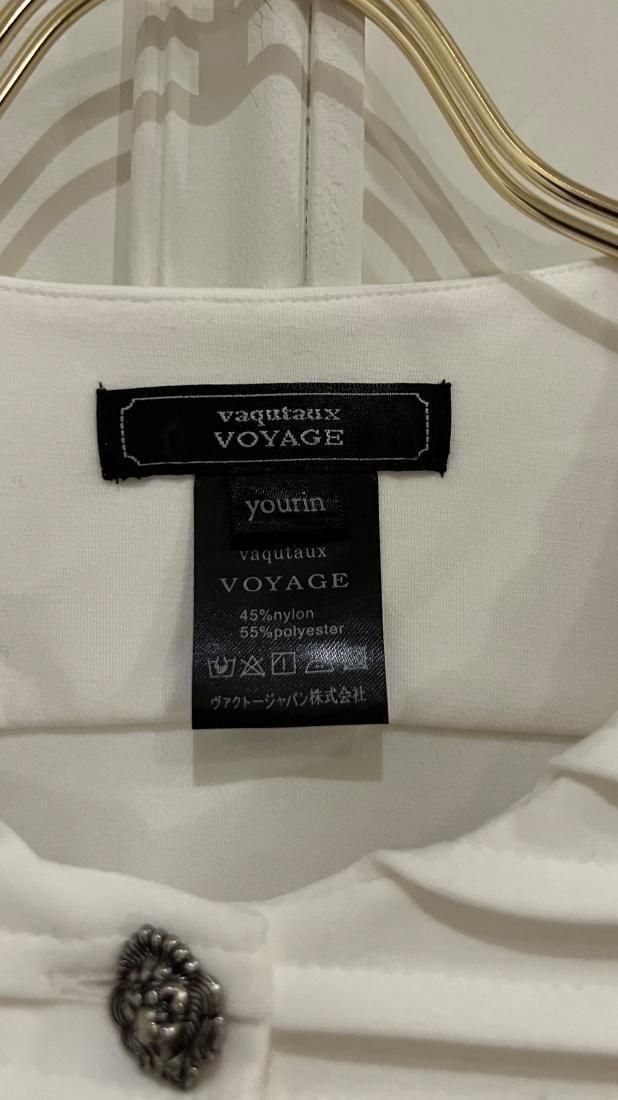 vaqutaux
VOYAGE
yourin
vaqutaux
VOYAGE
45%nylon
55%polyester
ヴァクトージャパン株式会社